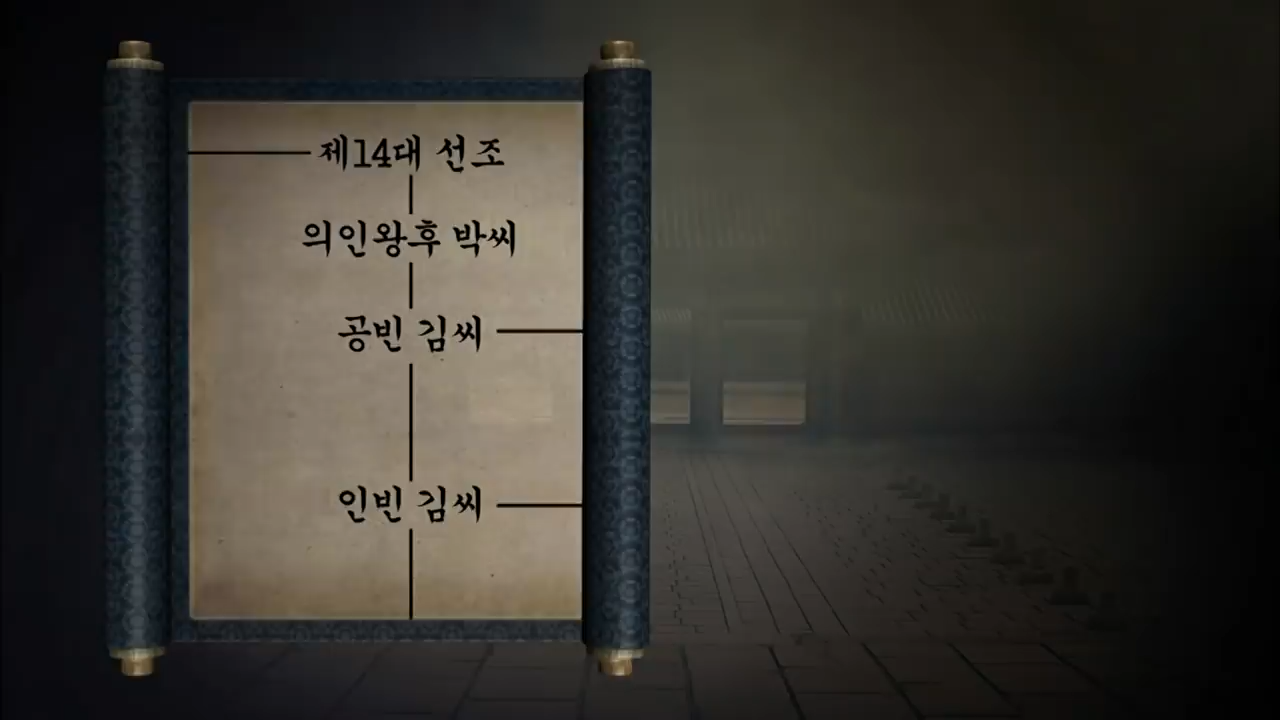 제14대 선조
의인왕후 박씨
공빈 김씨
인빈 김씨